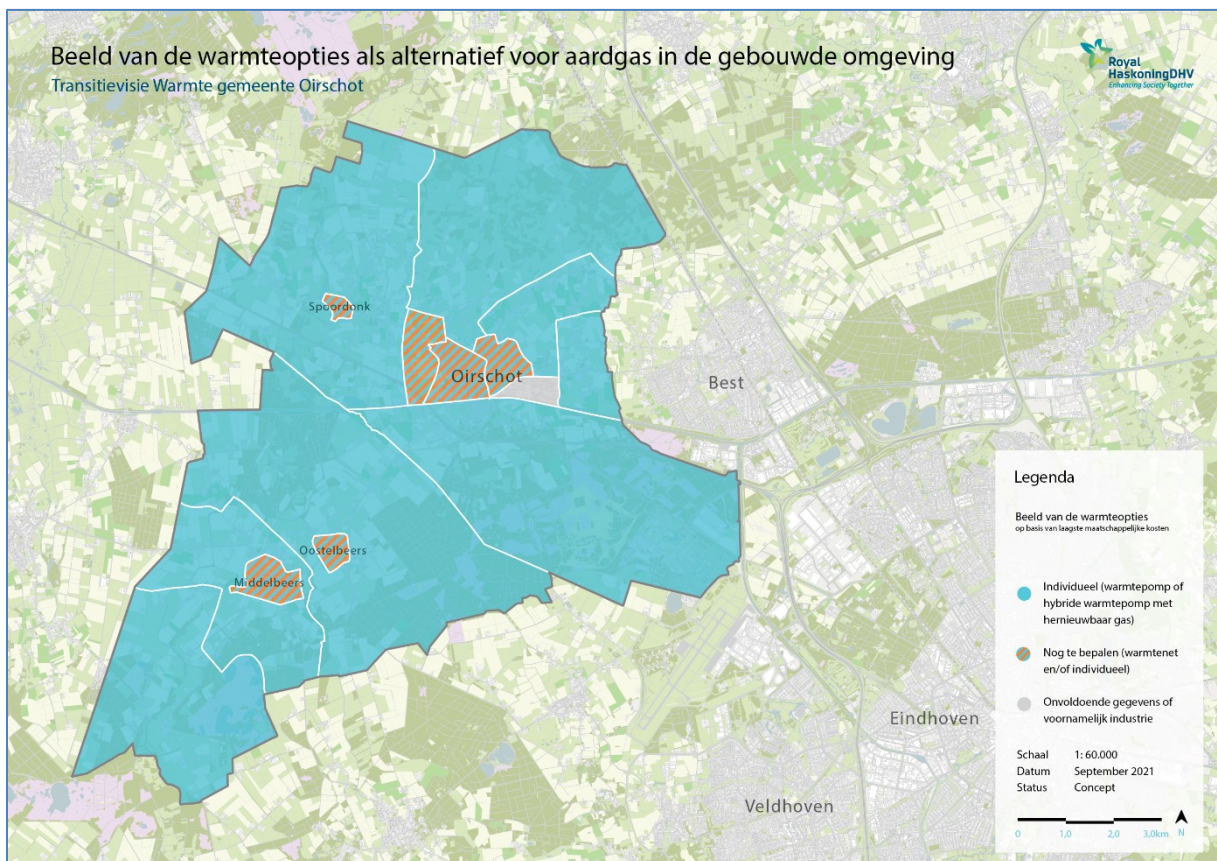 Beeld van de warmteopties als alternatief voor aardgas in de gebouwde omgeving
Transitievisie Warmte gemeente Oirschot
Royal
HaskoningDHV
Enhancing Society Together
Spoordonk
Oirschot
Best
Oostelbeers
Middelbeers
Eindhoven
Veldhoven
Legenda
Beeld van de warmteopties
op basis van laagste maatschappelijke kosten
Individueel (warmtepomp of
hybride warmtepomp met
hernieuwbaar gas)
Nog te bepalen (warmtenet
en/of individueel)
Onvoldoende gegevens of
voornamelijk industrie
Schaal 1: 60.000
Datum September 2021
Status Concept
0 1,0 2,0 3,0km N